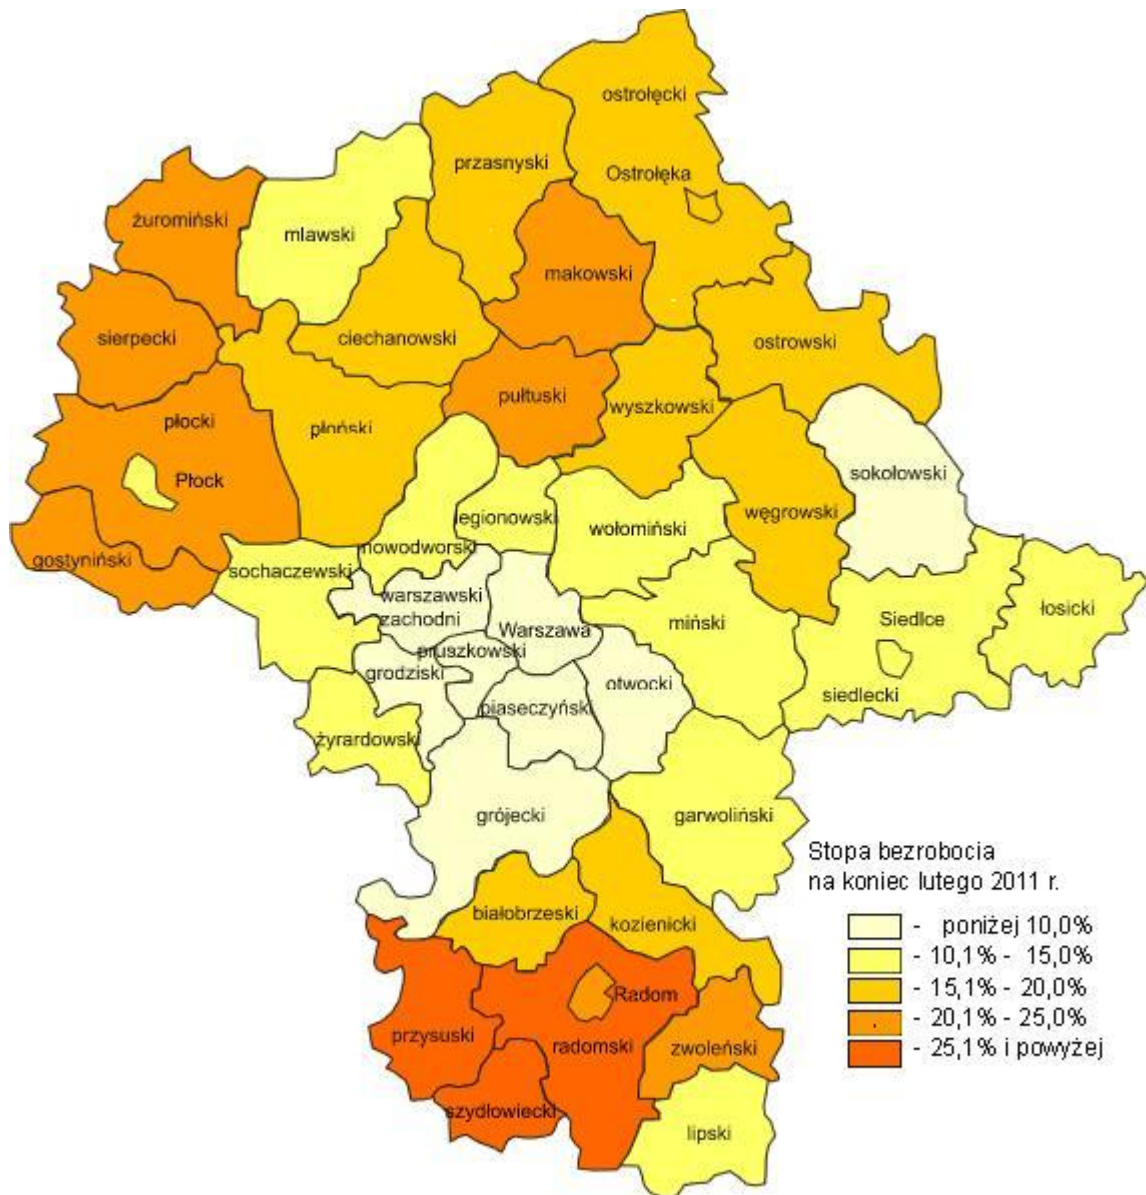 ostrołęcki
przasnyski
Ostrołęka
żuromiński
mlawski
makowski
sierpecki
ciechanowski
ostrowski
pułtuski
wyszkowski
płocki
płoński
sokołowski
Płock
węgrowski
legionowski
wołomiński
nowodworski
gostyniński
sochaczewski
warszawski
zachodni
łosicki
Siedlce
miński
Warszawa
pruszkowski
grodziski
otwocki
siedlecki
piaseczyński
żyrardowski
grójecki
garwoliński
Stopa bezrobocia
na koniec lutego 2011 r.
białobrzeski
kozienicki
- poniżej 10,0%
- 10,1% - 15,0%
- 15,1% - 20,0%
- 20,1% - 25,0%
- 25,1% i powyżej
Radom
przysuski
radomski
zwoleński
szydłowiecki
lipski